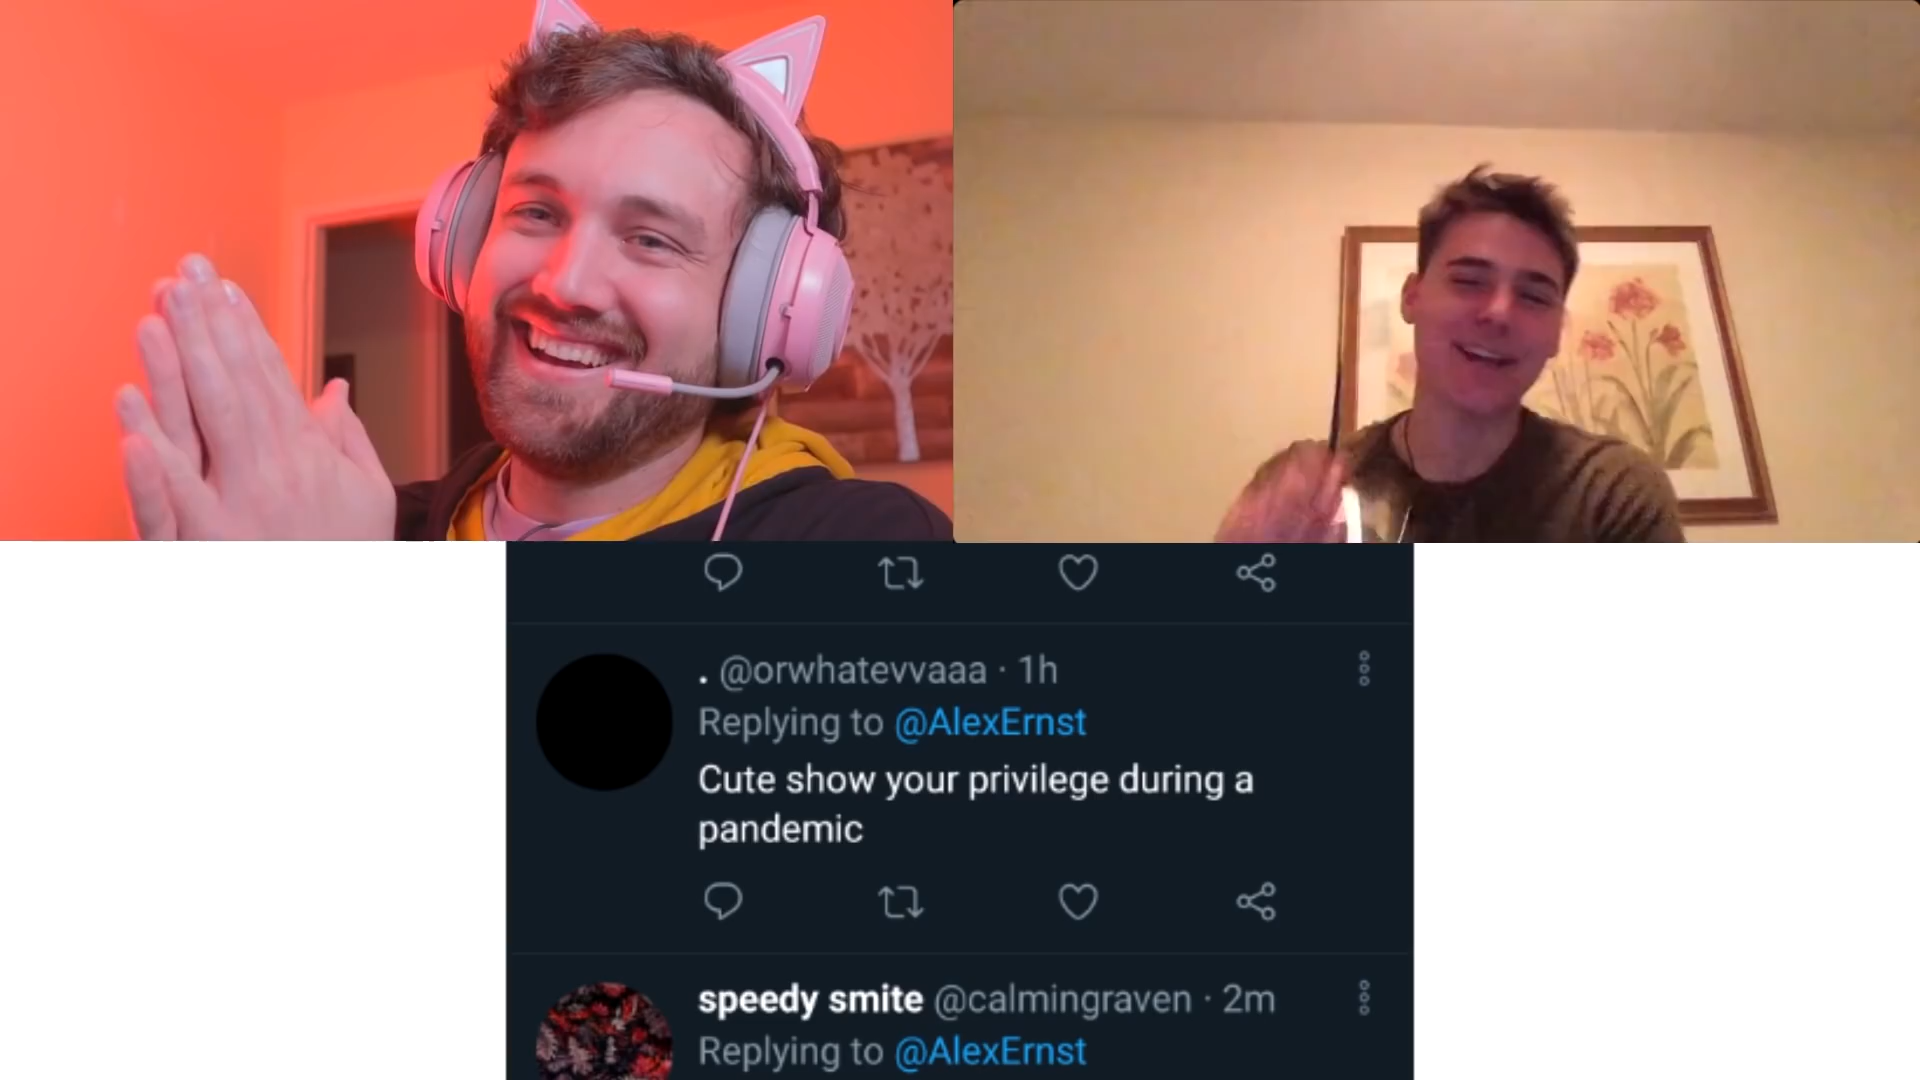 . @orwhatevvaaa · 1h
Replying to @AlexErnst
Cute show your privilege during a
pandemic
speedy smite @calmingraven · 2m
Replying to @AlexErnst